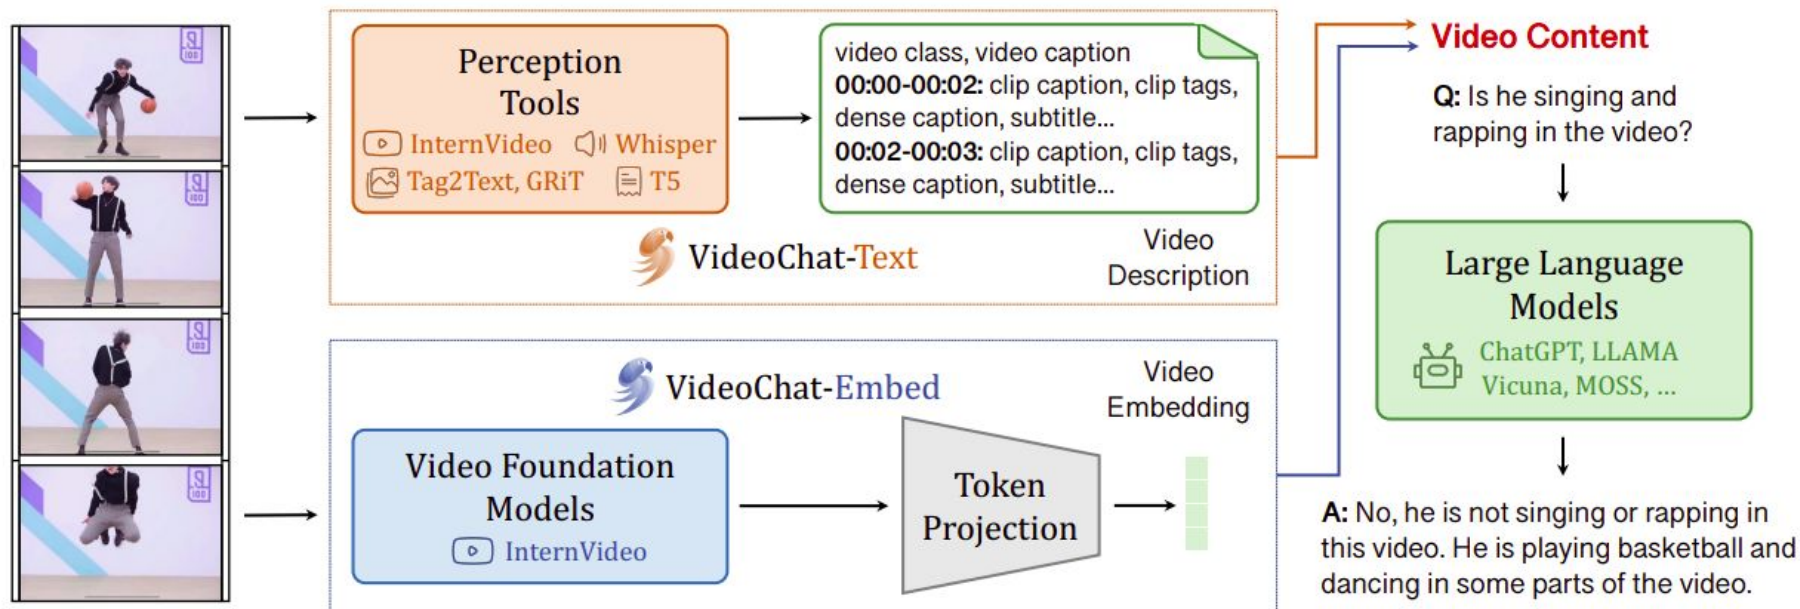 Perception
Tools
InternVideo Whisper
Tag2Text, GRiT T5
video class, video caption
00:00-00:02: clip caption, clip tags,
dense caption, subtitle...
00:02-00:03: clip caption, clip tags,
dense caption, subtitle...
VideoChat-Text
Video
Description
VideoChat-Embed
Video
Embedding
Video Foundation
Models
InternVideo
Token
Projection
Video Content
Q: Is he singing and
rapping in the video?
Large Language
Models
ChatGPT, LLAMA
Vicuna, MOSS, ...
A: No, he is not singing or rapping in
this video. He is playing basketball and
dancing in some parts of the video.